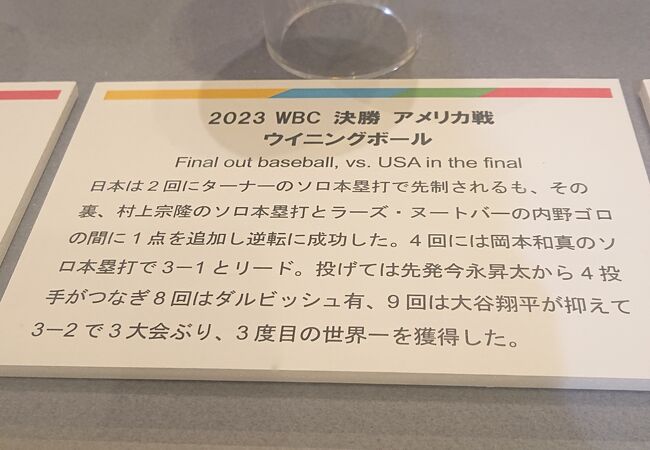 2023 WBC 決勝 アメリカ戦
ウイニングボール
Final out baseball, vs. USA in the final
日本は2回にターナーのソロ本塁打で先制されるも、その
裏、村上宗隆のソロ本塁打とラーズ・ヌートバーの内野ゴロ
の間に1点を追加し逆転に成功した。4回には岡本和真のソ
ロ本塁打で3－1とリード。投げては先発今永昇太から4投
手がつなぎ8回はダルビッシュ有、9回は大谷翔平が抑えて
3－2で3大会ぶり、3度目の世界一を獲得した。